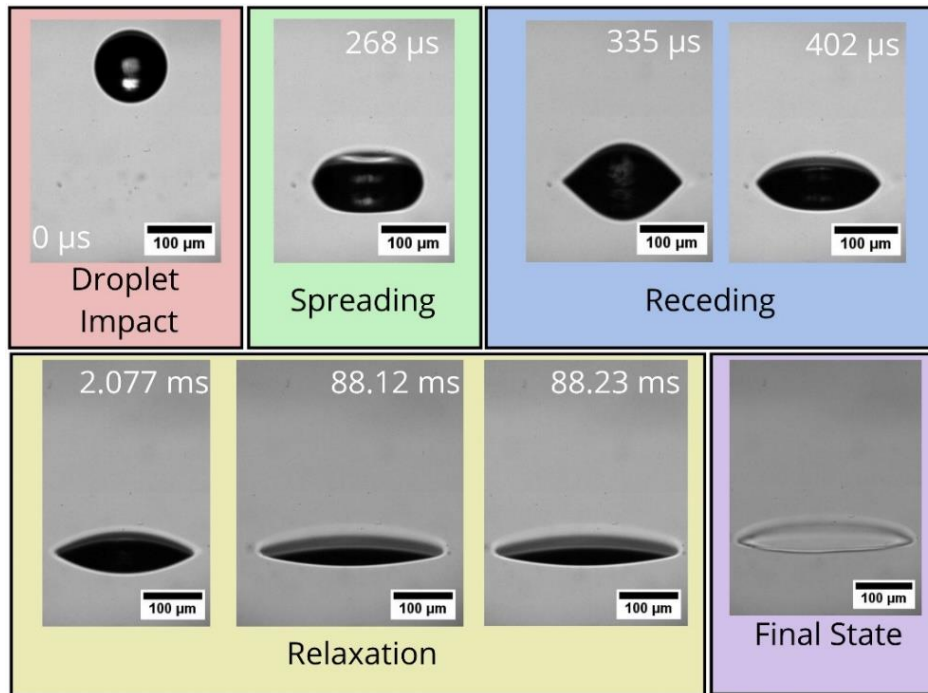 0 µs
100 µm
Droplet
Impact
268 µs
100 µm
Spreading
335 µs
100 µm
402 µs
100 µm
Receding
2.077 ms
100 µm
88.12 ms
100 µm
88.23 ms
100 µm
Relaxation
100 µm
Final State